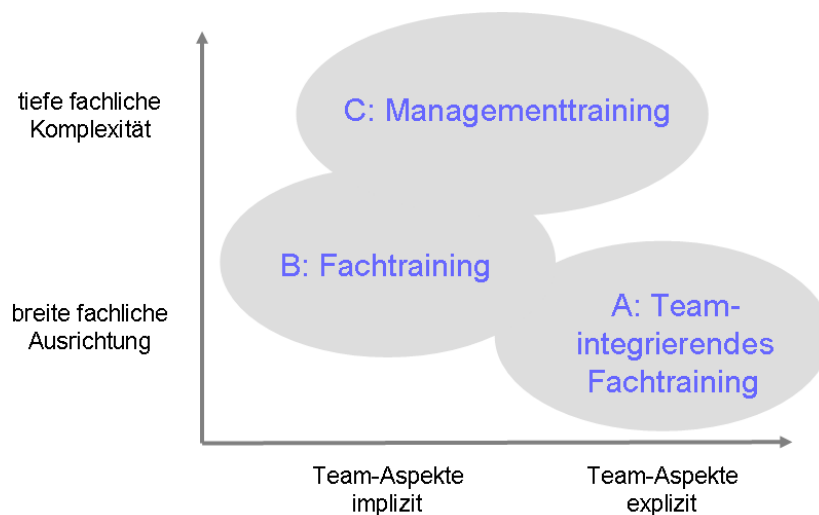 tiefe fachliche
Komplexität
C: Managementtraining
B: Fachtraining
breite fachliche
Ausrichtung
A: Team-
integrierendes
Fachtraining
Team-Aspekte
implizit
Team-Aspekte
explizit